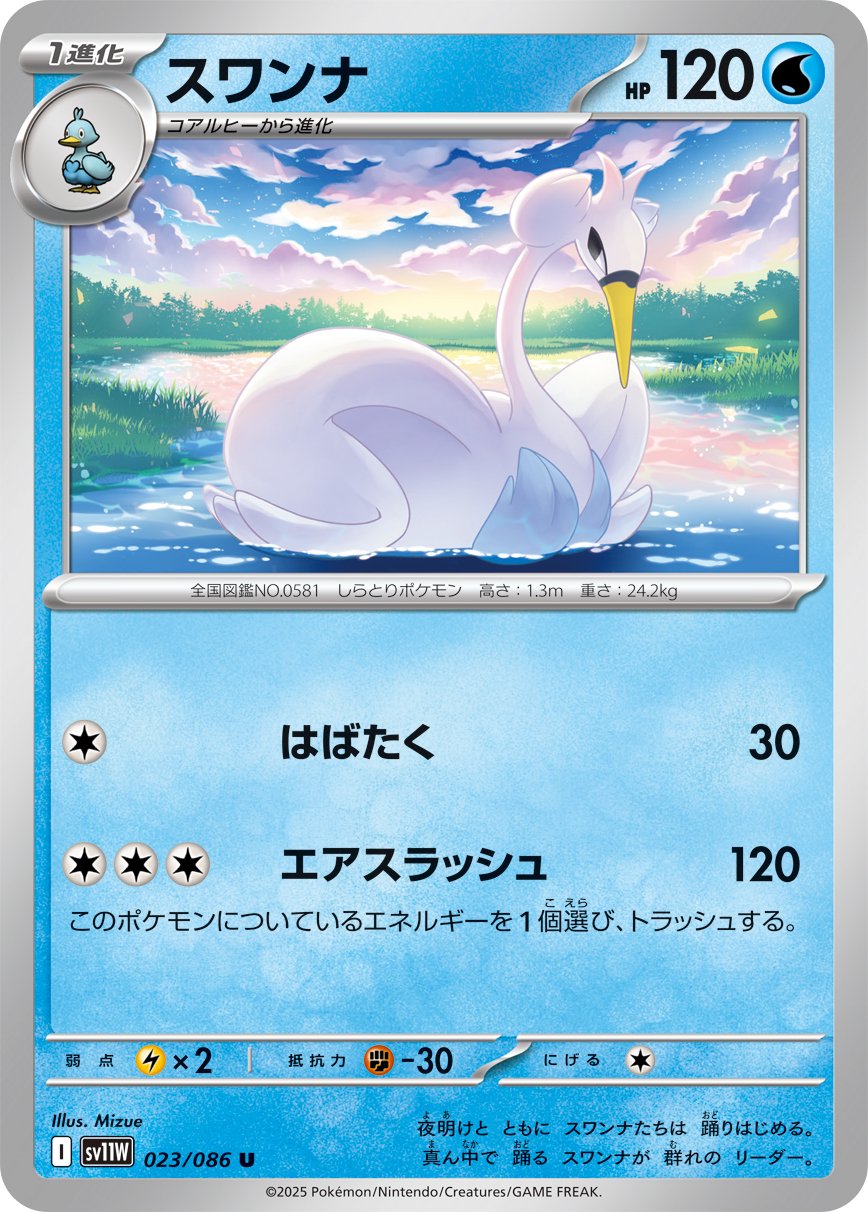 1進化
スワンナ
HP 120
コアルヒーから進化
全国図鑑NO.0581 しらとりポケモン 高さ:1.3m 重さ:24.2kg
はばたく 30
エアスラッシュ 120
このポケモンについているエネルギーを1個選び、トラッシュする。
弱点 ×2 抵抗力 -30 にげる
Illus. Mizue
夜明けと ともに スワンナたちは 踊りはじめる。
真ん中で 踊る スワンナが 群れの リーダー。
I SV11W 023/086 U
©2025 Pokémon/Nintendo/Creatures/GAME FREAK.